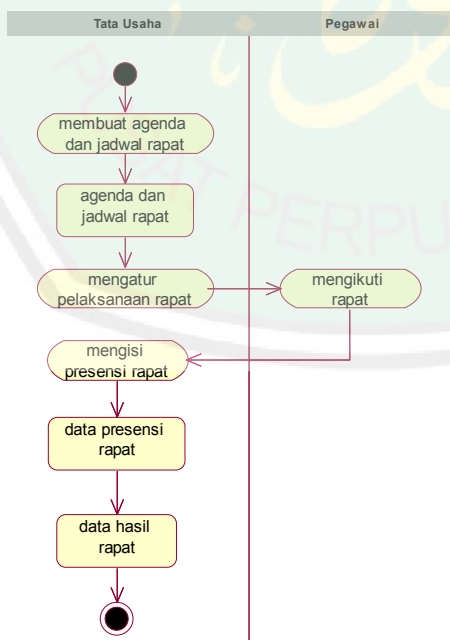 Tata Usaha
Pegawai
membuat agenda
dan jadwal rapat
agenda dan
jadwal rapat
mengatur
pelaksanaan rapat
mengikuti
rapat
mengisi
presensi rapat
data presensi
rapat
data hasil
rapat